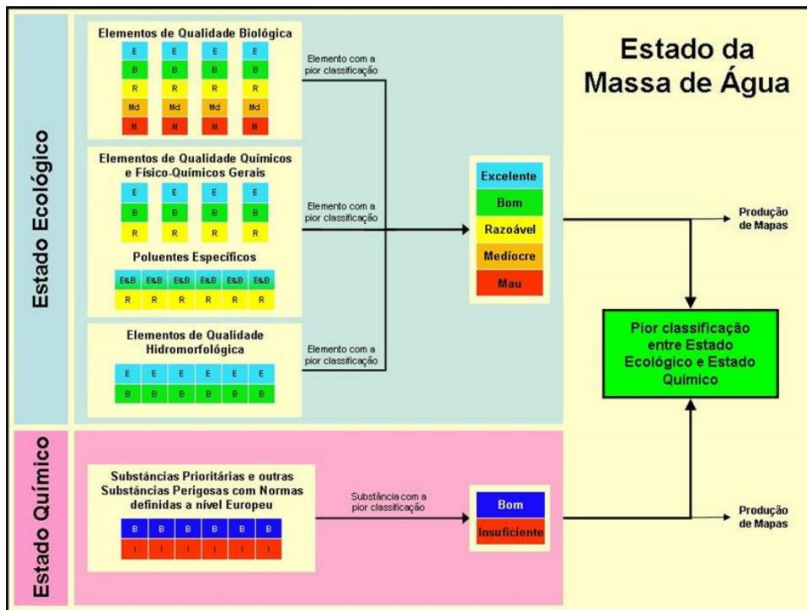 Estado da
Massa de Água
Estado Ecológico
Elementos de Qualidade Biológica
E E E E
B B B B
R R R R
Md Md Md Md
M M M M
Elemento com a
pior classificação
Elementos de Qualidade Químicos
e Físico-Químicos Gerais
E E E E
B B B B
R R R R
Poluentes Específicos
E&B E&B E&B E&B E&B E&B
R R R R R R
Elemento com a
pior classificação
Elementos de Qualidade
Hidromorfológica
E E E E E E
B B B B B B
Elemento com a
pior classificação
Excelente
Bom
Razoável
Medíocre
Mau
Produção
de Mapas
Pior classificação
entre Estado
Ecológico e Estado
Químico
Estado Químico
Substâncias Prioritárias e outras
Substâncias Perigosas com Normas
definidas a nível Europeu
B B B B B B
I I I I I I
Substância com a
pior classificação
Bom
Insuficiente
Produção
de Mapas